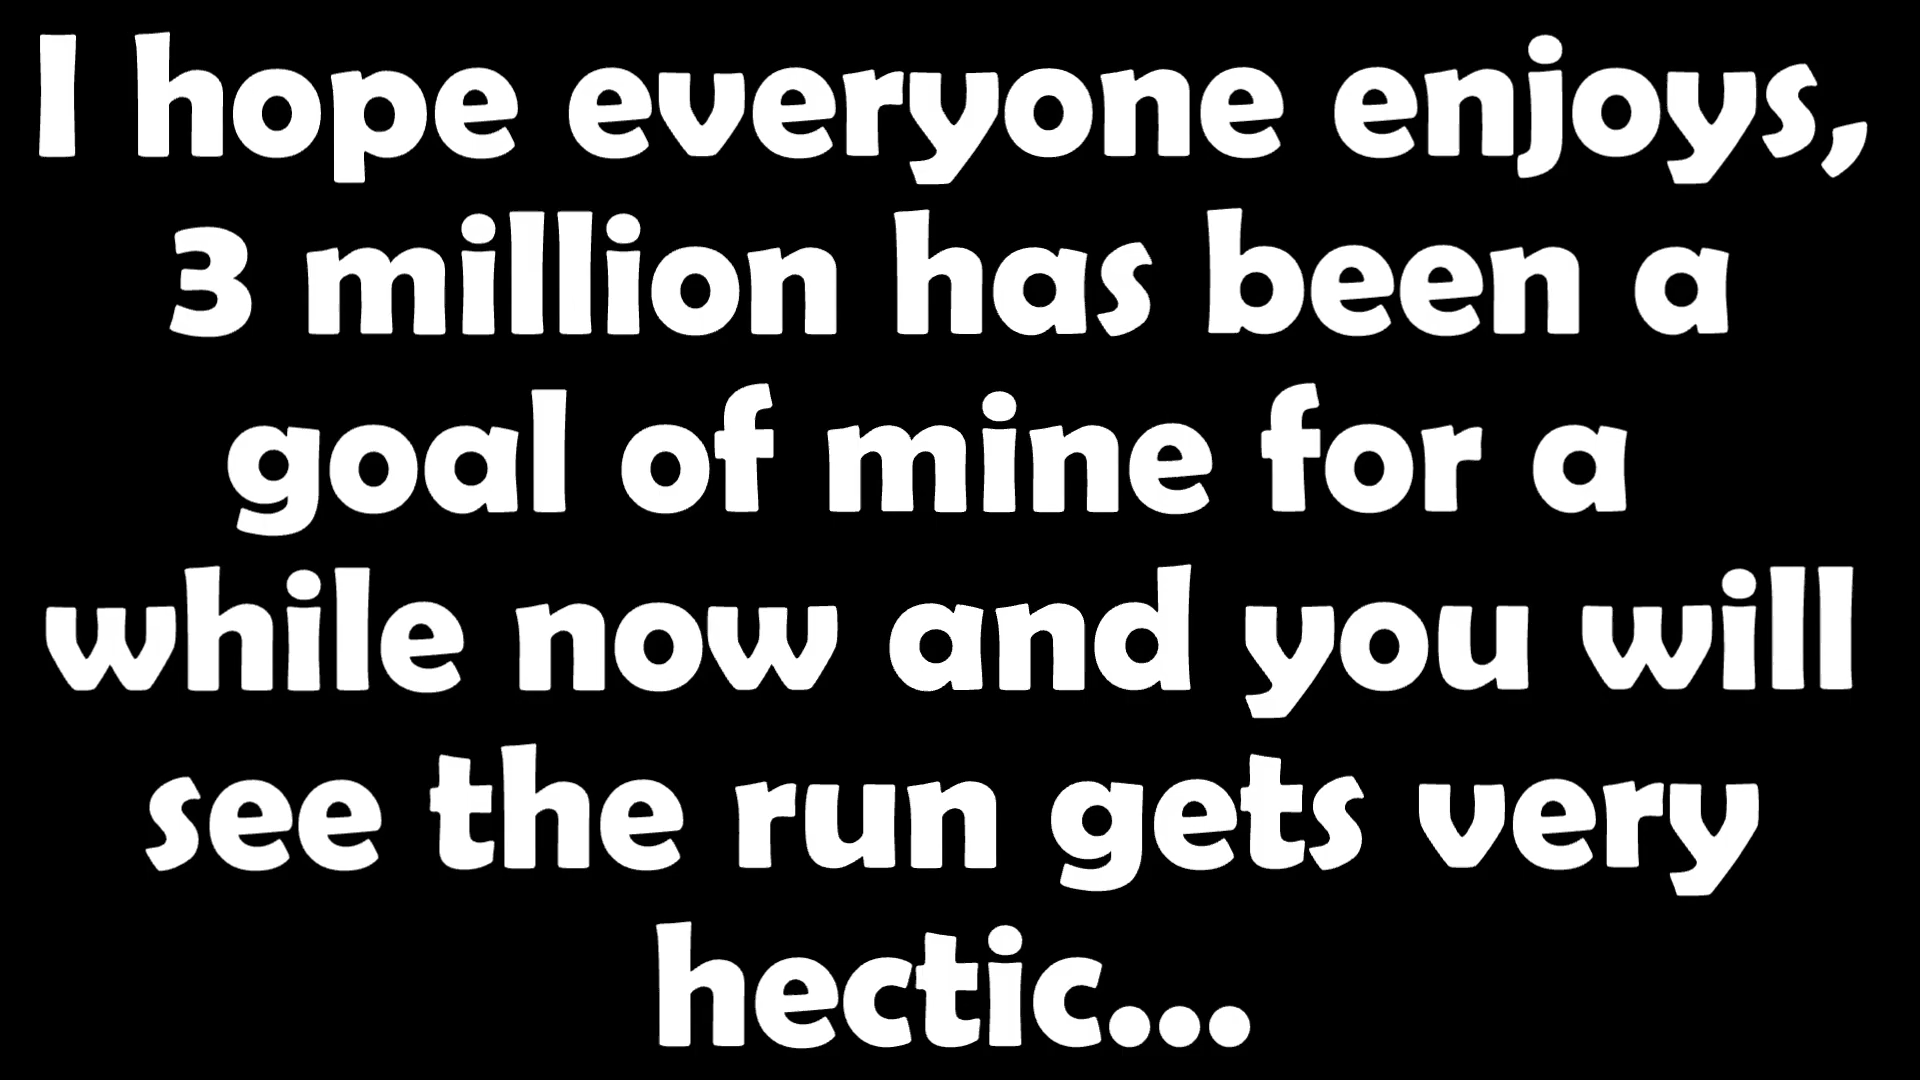 I hope everyone enjoys,
3 million has been a
goal of mine for a
while now and you will
see the run gets very
hectic...